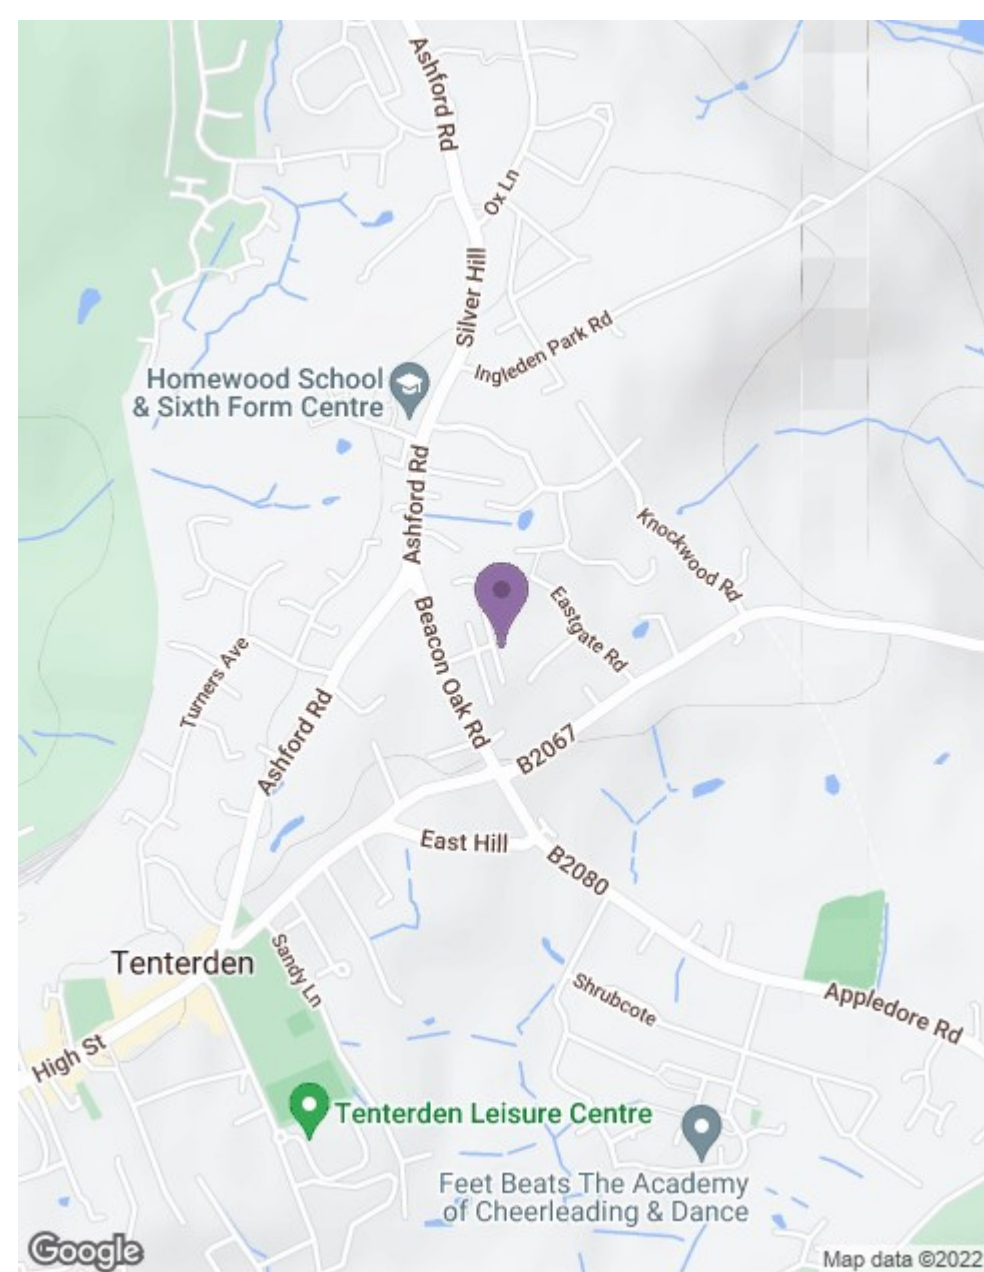 Ashford Rd
Ox Ln
Silver Hill
Ingleden Park Rd
Homewood School
& Sixth Form Centre
Ashford Rd
Knockwood Rd
Eastgate Rd
Beacon Oak Rd
Turners Ave
Ashford Rd
B2067
East Hill
B2080
Tenterden
Sandy Ln
Shrubcote
Appledore Rd
High St
Tenterden Leisure Centre
Feet Beats The Academy
of Cheerleading & Dance
Google
Map data ©2022